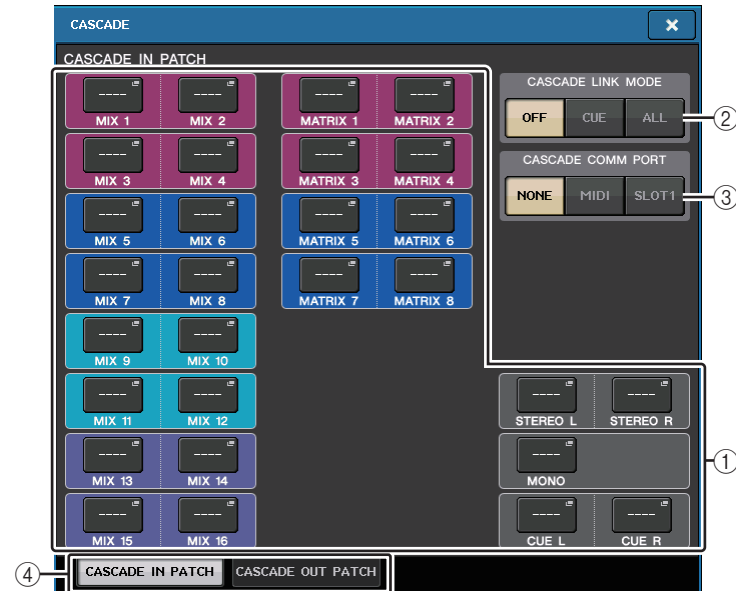 CASCADE
CASCADE IN PATCH
---- ---- ---- ----
MIX 1 MIX 2 MATRIX 1 MATRIX 2
CASCADE LINK MODE
OFF CUE ALL
②
---- ---- ---- ----
MIX 3 MIX 4 MATRIX 3 MATRIX 4
CASCADE COMM PORT
NONE MIDI SLOT1
③
---- ---- ---- ----
MIX 5 MIX 6 MATRIX 5 MATRIX 6
---- ---- ---- ----
MIX 7 MIX 8 MATRIX 7 MATRIX 8
---- ----
MIX 9 MIX 10
---- ---- ---- ----
MIX 11 MIX 12 STEREO L STEREO R
---- ---- ----
MIX 13 MIX 14 MONO
①
---- ---- ---- ----
MIX 15 MIX 16 CUE L CUE R
④
CASCADE IN PATCH CASCADE OUT PATCH